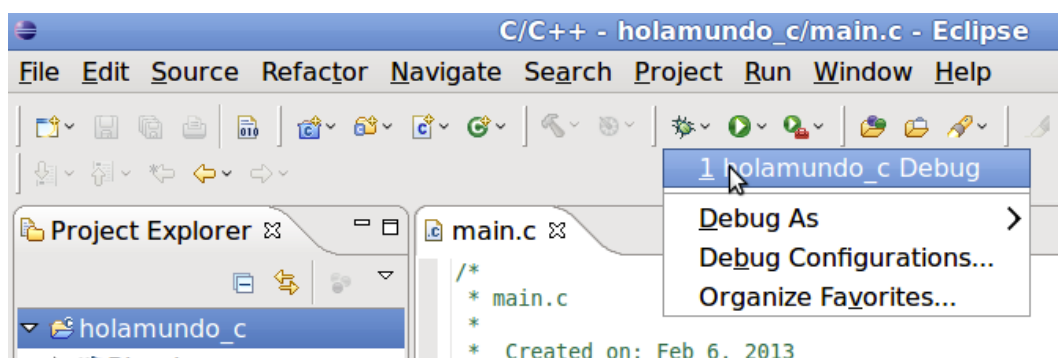 C/C++ - holamundo_c/main.c - Eclipse
File Edit Source Refactor Navigate Search Project Run Window Help
1 holamundo_c Debug
Debug As
Debug Configurations...
Organize Favorites...
Project Explorer
main.c
/*
* main.c
*
* Created on: Feb 6, 2013
holamundo_c